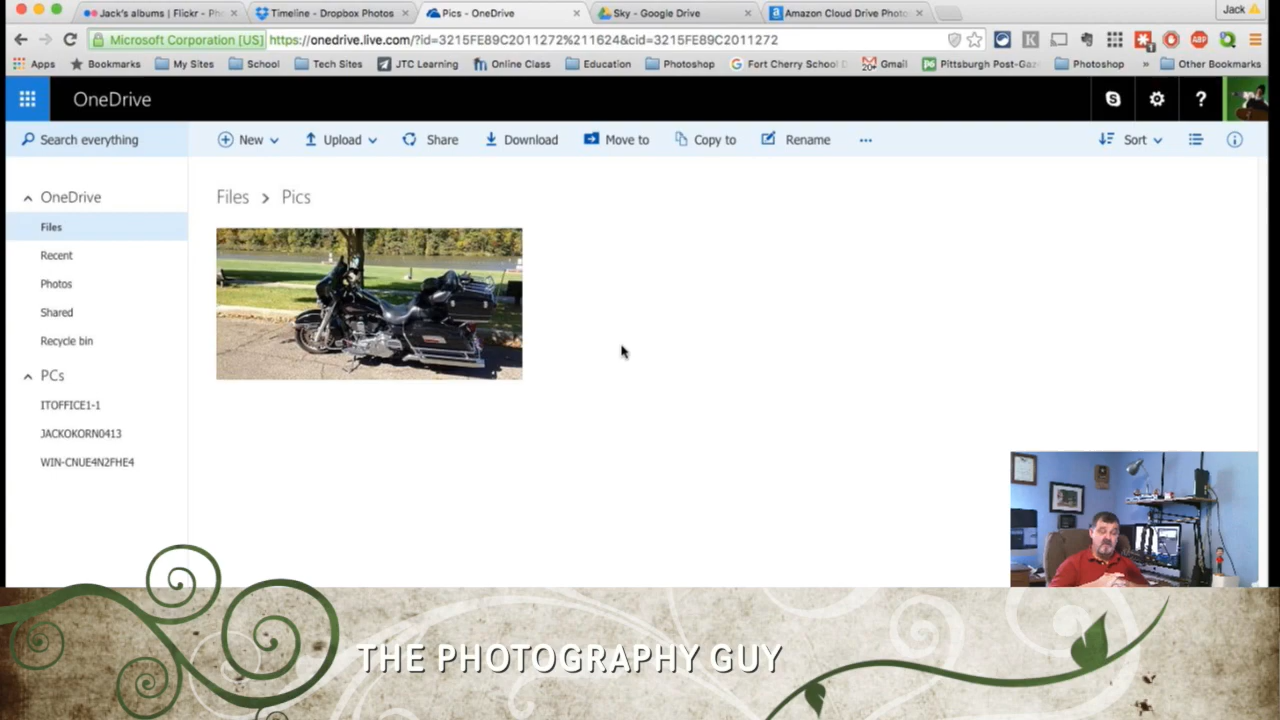 Jack's albums | Flickr - Pho
Timeline - Dropbox Photos
Pics - OneDrive
Sky - Google Drive
Amazon Cloud Drive Photo
Jack
Microsoft Corporation [US] https://onedrive.live.com/?id=3215FE89C2011272%211624&cid=3215FE89C2011272
ABP
Apps Bookmarks My Sites School Tech Sites JTC Learning Online Class Education Photoshop Fort Cherry School D Gmail Pittsburgh Post-Gaz Photoshop » Other Bookmarks
OneDrive
Search everything New Upload Share Download Move to Copy to Rename ... Sort
Files > Pics
OneDrive
Files
Recent
Photos
Shared
Recycle bin
PCs
ITOFFICE1-1
JACKOKORN0413
WIN-CNUE4N2FHE4
THE PHOTOGRAPHY GUY